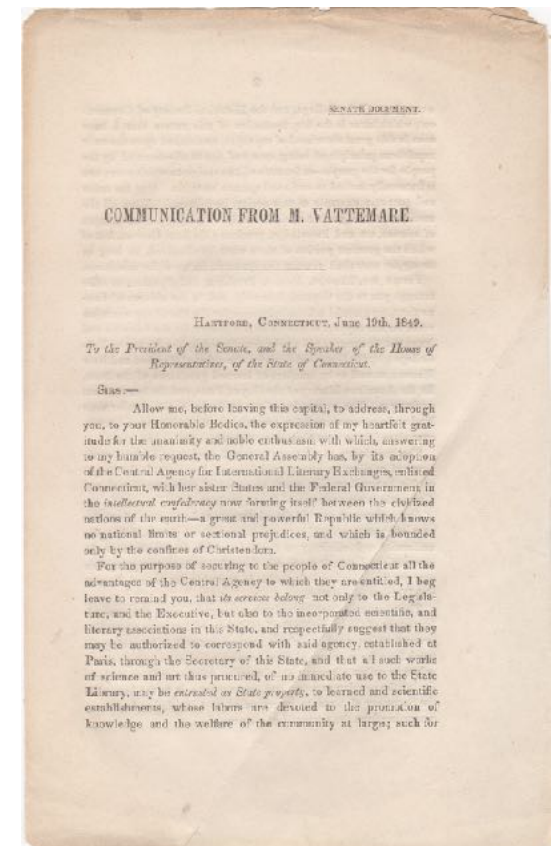 SENATE DOCUMENT.
COMMUNICATION FROM M. VATTEMARE
HARTFORD, CONNECTICUT, June 19th, 1849.
To the President of the Senate, and the Speaker of the House of
Representatives, of the State of Connecticut.
SIRS:—
Allow me, before leaving this capital, to address, through
you, to your Honorable Bodies, the expression of my heartfelt grat-
itude for the unanimity and noble enthusiasm with which, answering
to my humble request, the General Assembly has, by its adoption
of the Central Agency for International Literary Exchanges, enlisted
Connecticut, with her sister States and the Federal Government, in
the intellectual confederacy now forming itself between the civilized
nations of the earth—a great and powerful Republic which knows
no national limits or sectional prejudices, and which is bounded
only by the confines of Christendom.
For the purpose of securing to the people of Connecticut all the
advantages of the Central Agency to which they are entitled, I beg
leave to remind you, that its services belong not only to the Legisla-
ture, and the Executive, but also to the incorporated scientific, and
literary associations in this State, and respectfully suggest that they
may be authorized to correspond with said agency, established at
Paris, through the Secretary of this State, and that all such works
of science and art thus procured, of no immediate use to the State
Library, may be entrusted as State property, to learned and scientific
establishments, whose labors are devoted to the promotion of
knowledge and the welfare of the community at large; such for